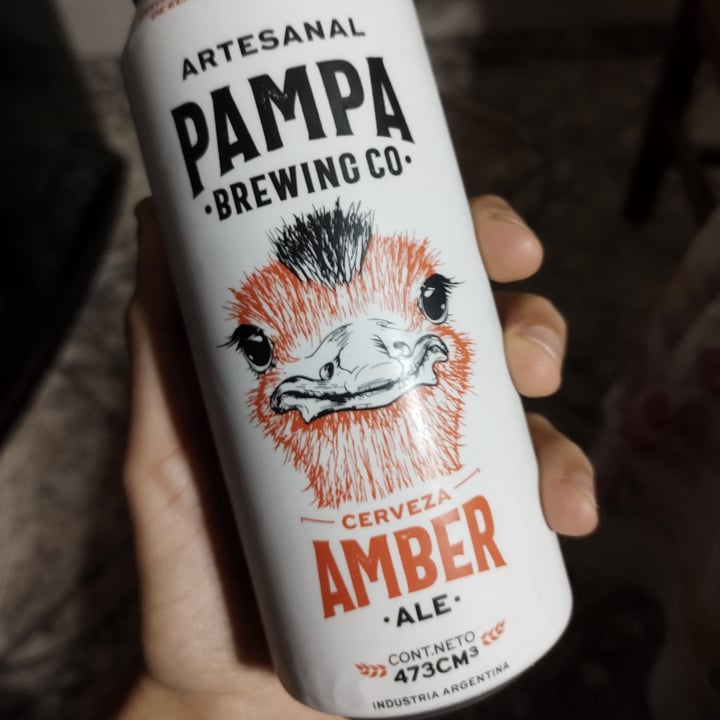 ARTESANAL
PAMPA
•BREWING CO•
CERVEZA
AMBER
•ALE•
CONT.NETO
473CM³
INDUSTRIA ARGENTINA